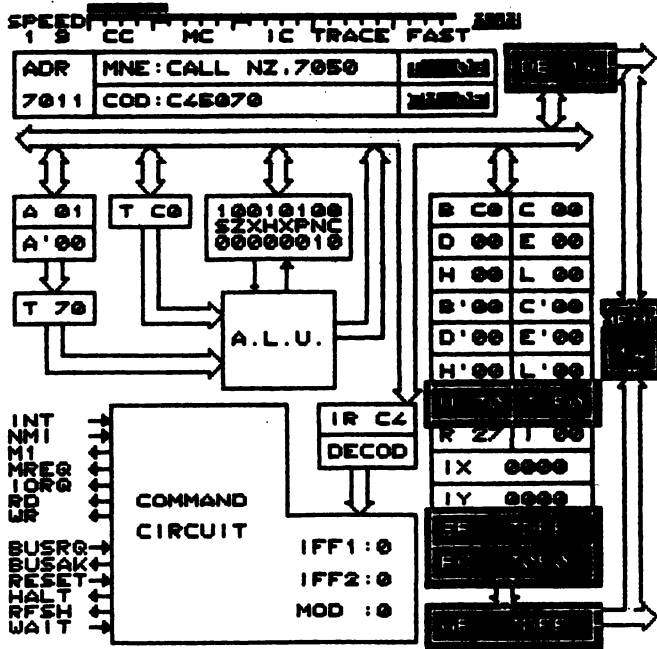 SPEED
1 9 CC MC IC TRACE FAST
ADR MNE:CALL NZ,7050
7011 COD:C45070
A 01
A'00
T C0
10010100
SZXHXPNC
00000010
B C0 C 00
D 00 E 00
H 00 L 00
B'00 C'00
D'00 E'00
H'00 L'00
T 70
A.L.U.
R 27 I 00
IX 0000
IY 0000
IR C4
DECOD
INT
NMI
M1
MREQ
IORQ
RD
WR
BUSRQ
BUSAK
RESET
HALT
RFSH
WAIT
COMMAND
CIRCUIT
IFF1:0
IFF2:0
MOD :0